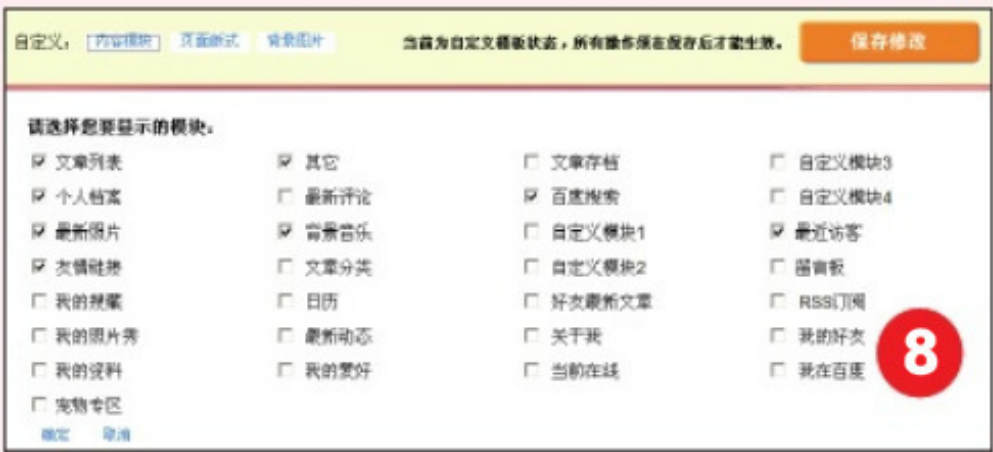 自定义： 内容模块 页面版式 背景图片 当前为自定义模板状态，所有操作须在保存后才能生效。 保存修改
请选择您要显示的模块：
文章列表 其它 文章存档 自定义模块3
个人档案 最新评论 百度搜索 自定义模块4
最新照片 背景音乐 自定义模块1 最近访客
友情链接 文章分类 自定义模块2 留言板
我的搜藏 日历 好友最新文章 RSS订阅
我的照片秀 最新动态 关于我 我的好友
我的资料 我的爱好 当前在线 我在百度
8
宠物专区
确定 取消